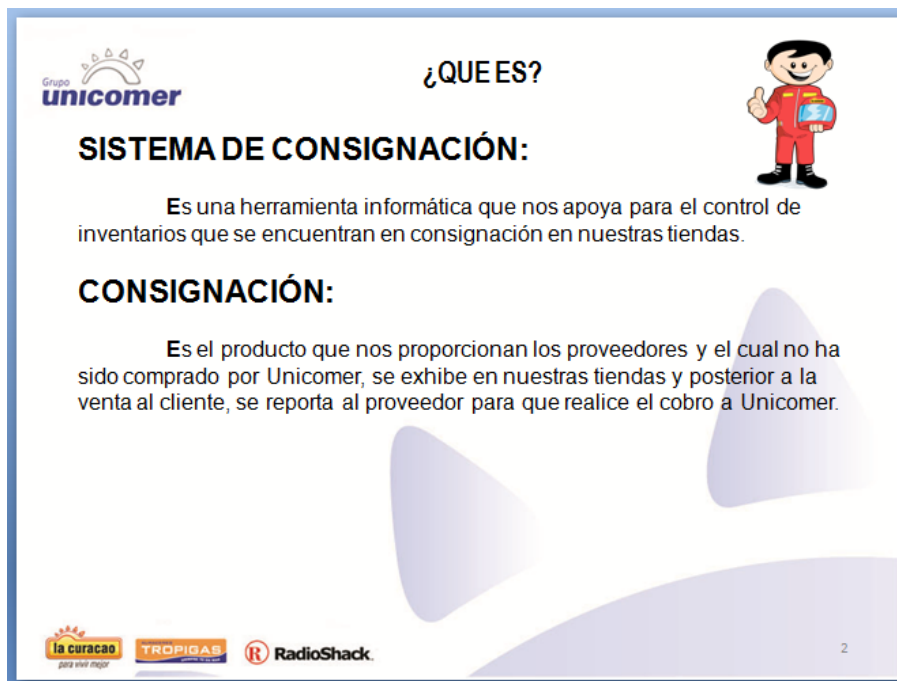 Grupo
unicomer
¿QUE ES?
SISTEMA DE CONSIGNACIÓN:
Es una herramienta informática que nos apoya para el control de
inventarios que se encuentran en consignación en nuestras tiendas.
CONSIGNACIÓN:
Es el producto que nos proporcionan los proveedores y el cual no ha
sido comprado por Unicomer, se exhibe en nuestras tiendas y posterior a la
venta al cliente, se reporta al proveedor para que realice el cobro a Unicomer.
la curacao
para vivir mejor
TROPIGAS
R RadioShack.
2